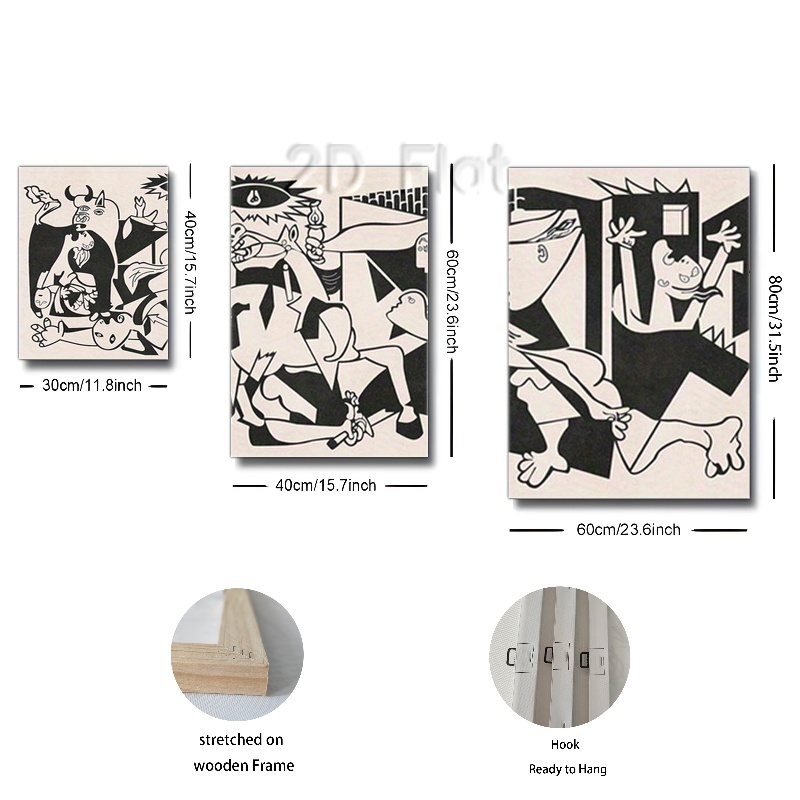 2D Flat
40cm/15.7inch
60cm/23.6inch
80cm/31.5inch
30cm/11.8inch
40cm/15.7inch
60cm/23.6inch
stretched on
wooden Frame
Hook
Ready to Hang